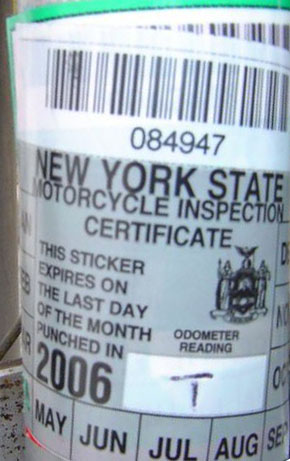 084947
NEW YORK STATE
MOTORCYCLE INSPECTION
CERTIFICATE
THIS STICKER
EXPIRES ON
THE LAST DAY
OF THE MONTH
PUNCHED IN
2006
ODOMETER
READING
T
MAY JUN JUL AUG SEP